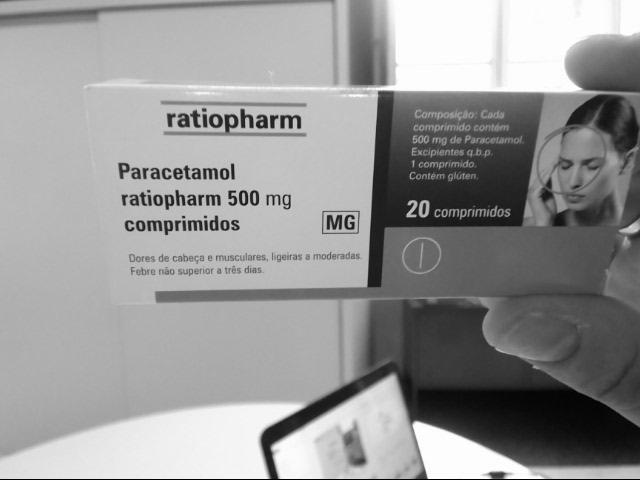 ratiopharm
Paracetamol
ratiopharm 500 mg
comprimidos
MG
Dores de cabeça e musculares, ligeiras a moderadas.
Febre não superior a três dias.
Composição: Cada
comprimido contém
500 mg de Paracetamol.
Excipientes q.b.p.
1 comprimido.
Contém glúten.
20 comprimidos